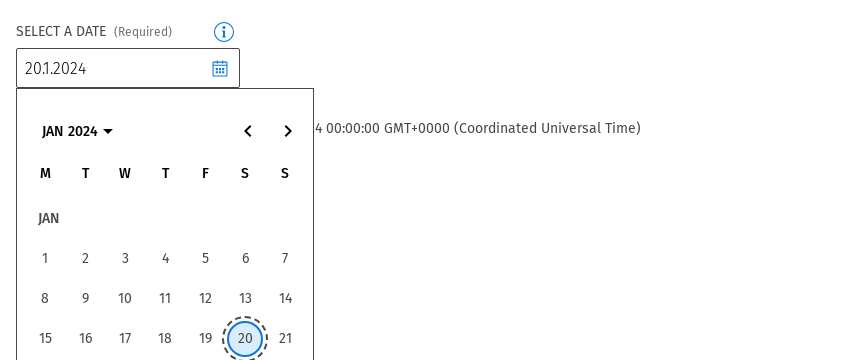 SELECT A DATE (Required)
20.1.2024
JAN 2024
4 00:00:00 GMT+0000 (Coordinated Universal Time)
M T W T F S S
JAN
1 2 3 4 5 6 7
8 9 10 11 12 13 14
15 16 17 18 19 20 21